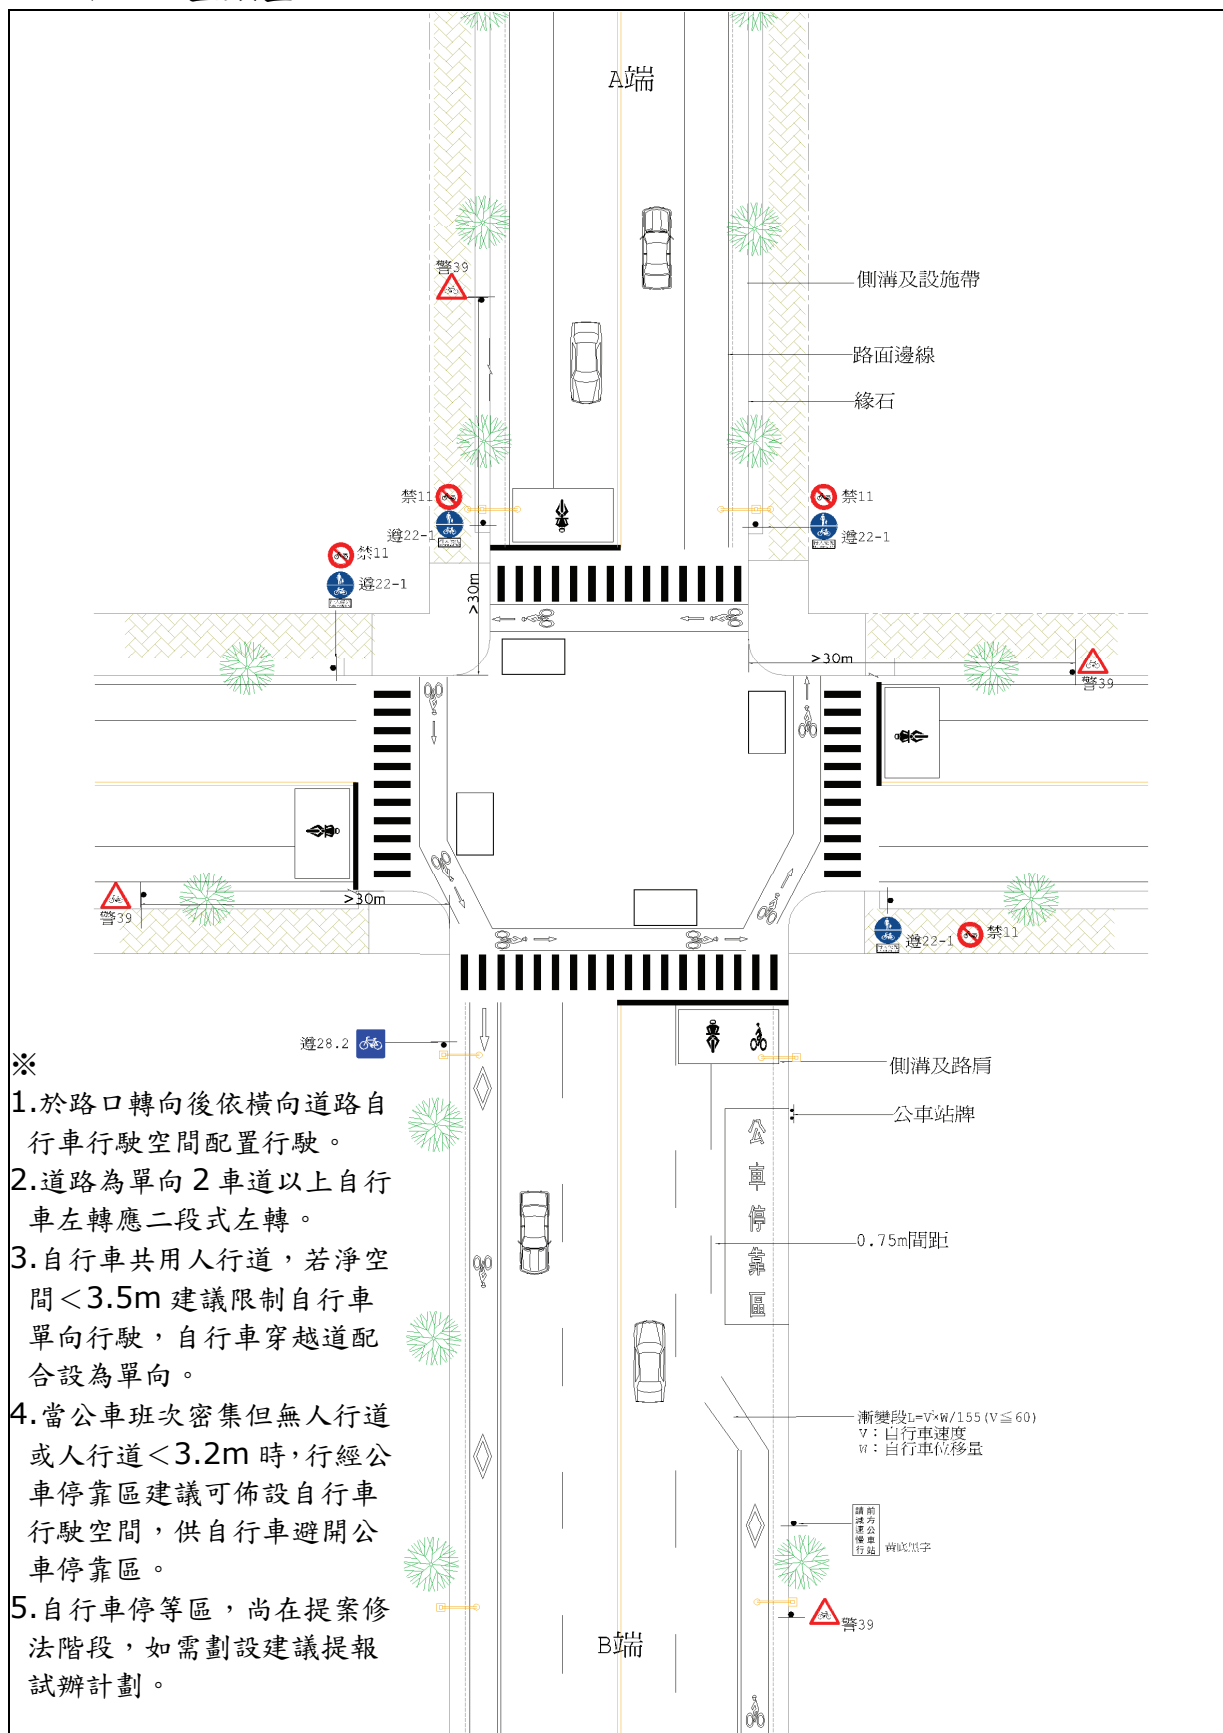 A端
警39
側溝及設施帶
路面邊線
緣石
禁11
遵22-1
禁11
遵22-1
禁11
遵22-1
>30m
>30m
警39
>30m
警39
遵22-1
禁11
遵28.2
側溝及路肩
公車站牌
公車停靠區
0.75m間距
漸變段L=V*W/155(V≦60)
V：自行車速度
W：自行車位移量
前方公車站
請減速慢行
黃底黑字
警39
B端
※
1.於路口轉向後依橫向道路自
行車行駛空間配置行駛。
2.道路為單向2車道以上自行
車左轉應二段式左轉。
3.自行車共用人行道，若淨空
間＜3.5m 建議限制自行車
單向行駛，自行車穿越道配
合設為單向。
4.當公車班次密集但無人行道
或人行道＜3.2m 時，行經公
車停靠區建議可佈設自行車
行駛空間，供自行車避開公
車停靠區。
5.自行車停等區，尚在提案修
法階段，如需劃設建議提報
試辦計劃。